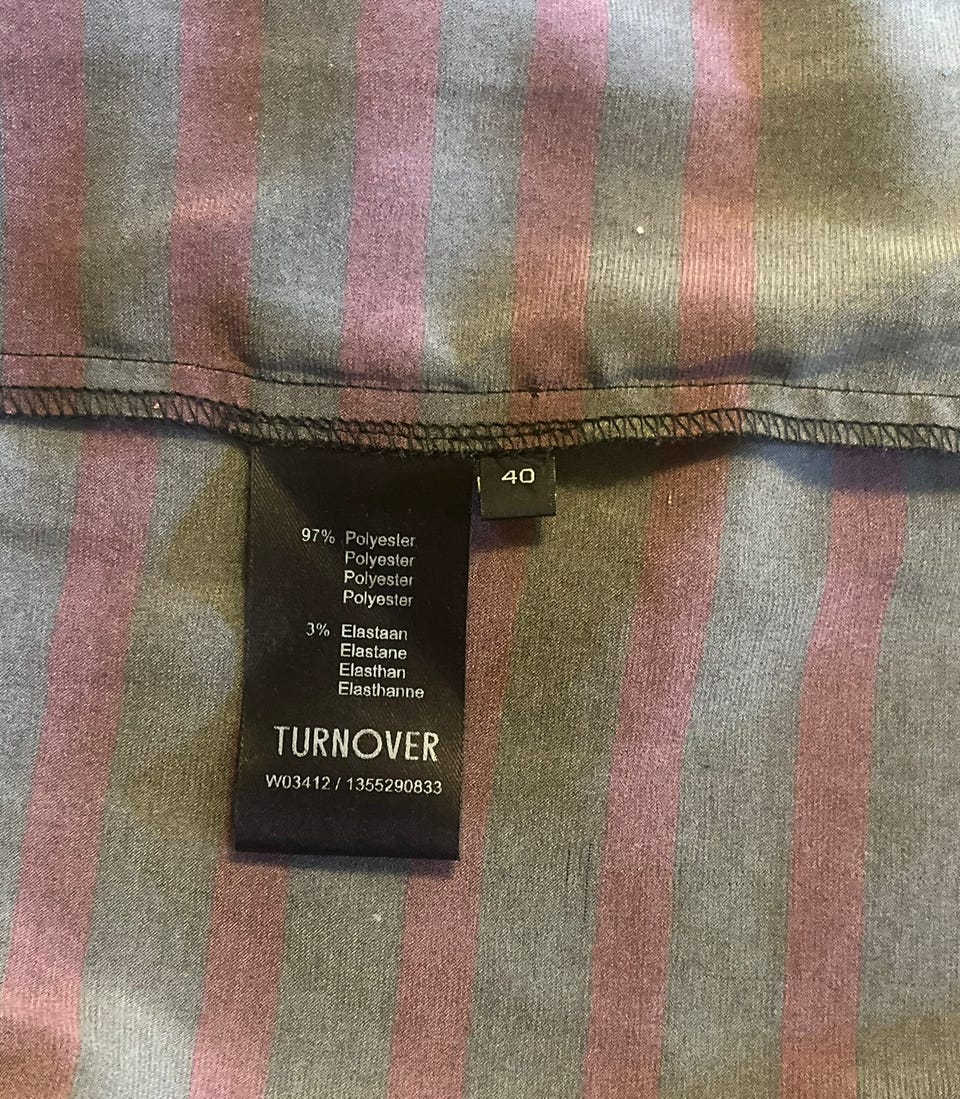 40
97% Polyester
Polyester
Polyester
Polyester
3% Elastaan
Elastane
Elasthan
Elasthanne
TURNOVER
W03412 / 1355290833